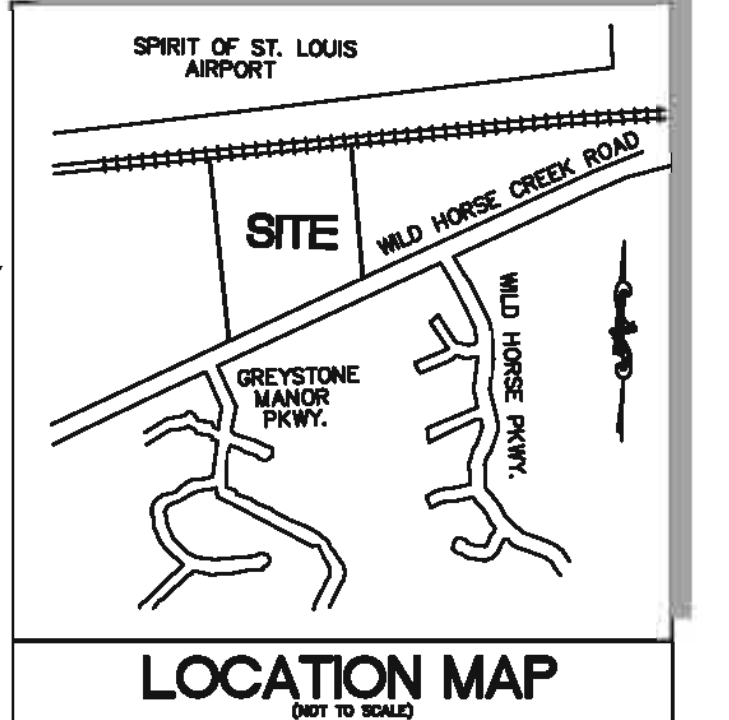 SPIRIT OF ST. LOUIS
AIRPORT
WILD HORSE CREEK ROAD
SITE
WILD HORSE PKWY.
GREYSTONE
MANOR
PKWY.
LOCATION MAP
(NOT TO SCALE)